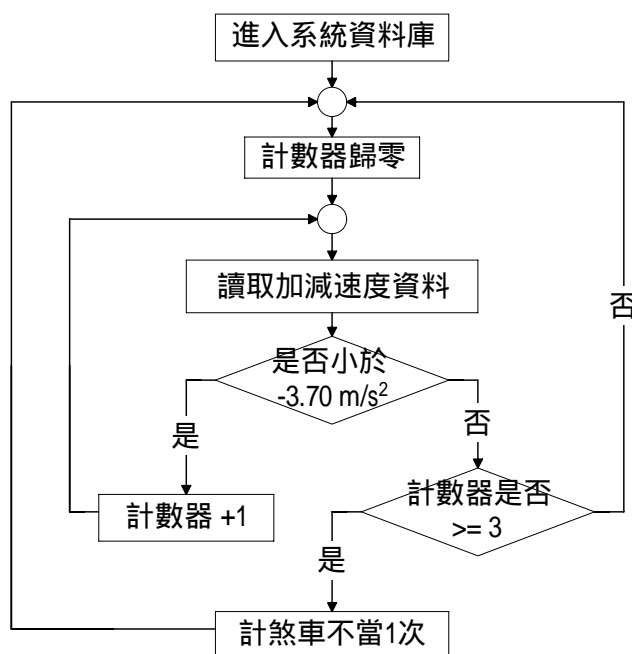 進入系統資料庫
計數器歸零
讀取加減速度資料
是否小於
-3.70 m/s²
是
否
否
計數器 +1
計數器是否
>= 3
是
計煞車不當1次